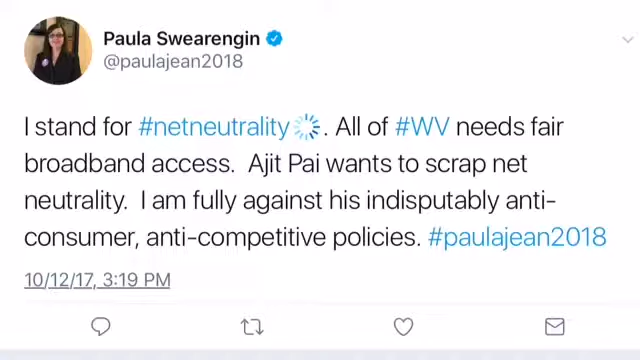 Paula Swearengin
@paulajean2018
I stand for #netneutrality. All of #WV needs fair
broadband access.  Ajit Pai wants to scrap net
neutrality.  I am fully against his indisputably anti-
consumer, anti-competitive policies. #paulajean2018
10/12/17, 3:19 PM